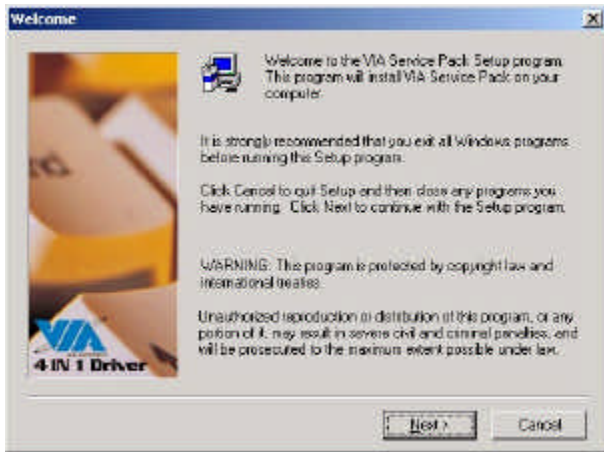 Welcome
Welcome to the VIA Service Pack Setup program.
This program will install VIA Service Pack on your
computer.
It is strongly recommended that you exit all Windows programs
before running this Setup program.
Click Cancel to quit Setup and then close any programs you
have running. Click Next to continue with the Setup program.
WARNING: This program is protected by copyright law and
international treaties.
Unauthorized reproduction or distribution of this program, or any
portion of it, may result in severe civil and criminal penalties, and
will be prosecuted to the maximum extent possible under law.
VIA
4 IN 1 Driver
Next >
Cancel